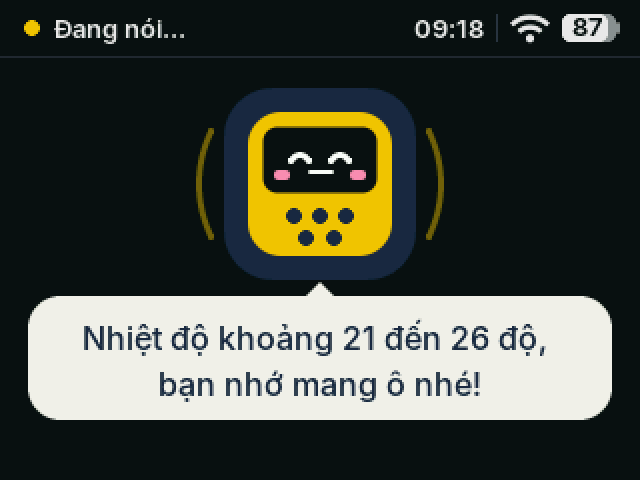 Đang nói...
09:18
87
Nhiệt độ khoảng 21 đến 26 độ,
bạn nhớ mang ô nhé!